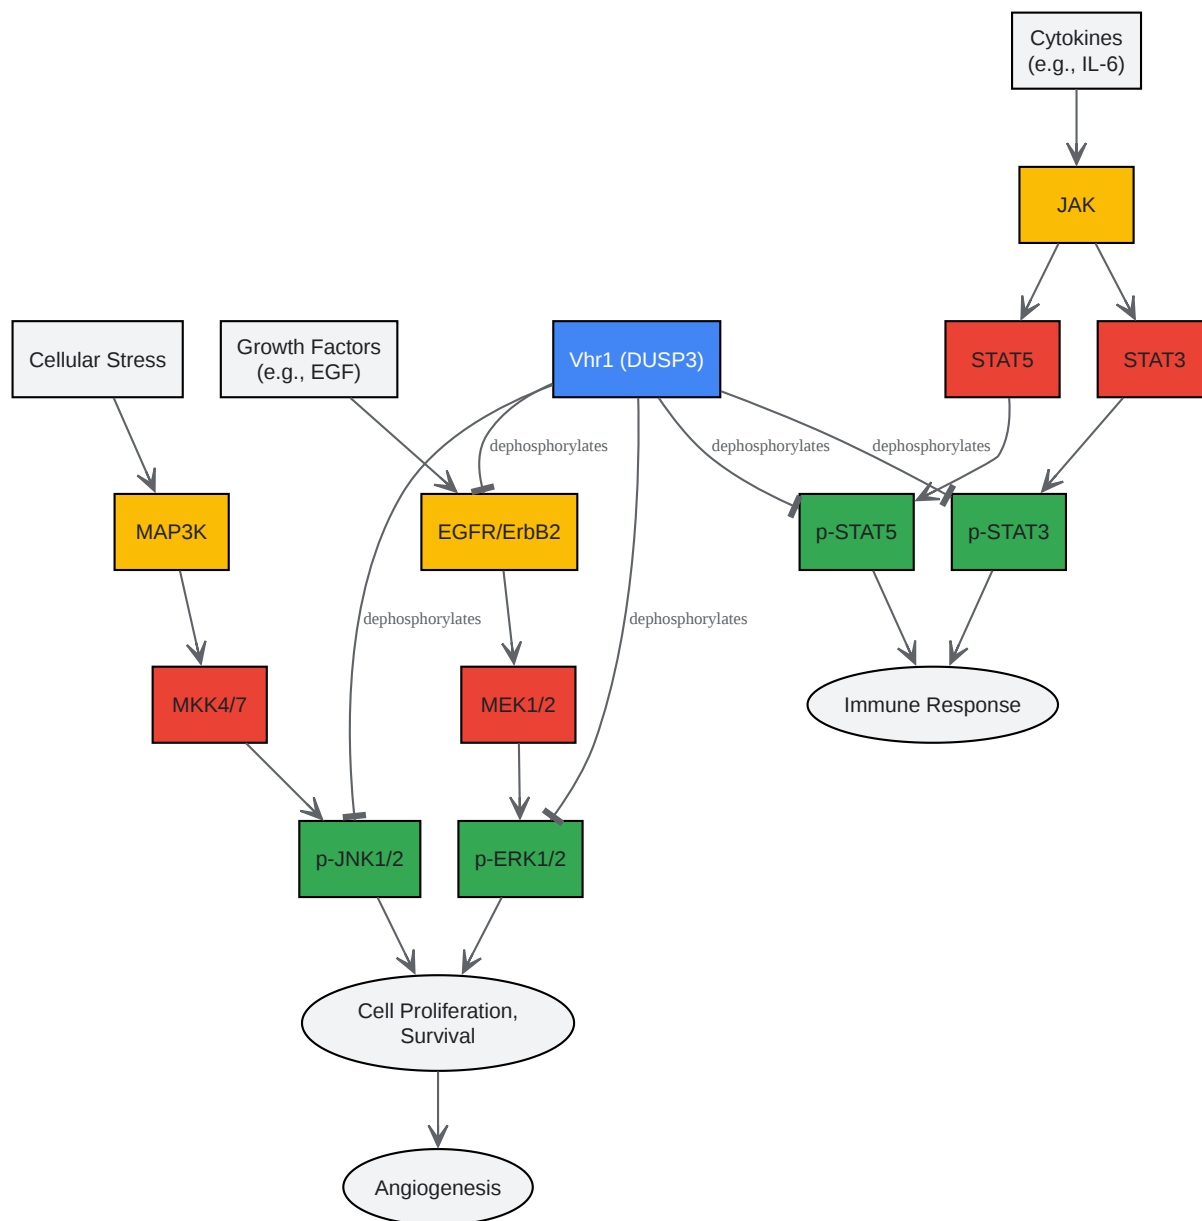 Cytokines
(e.g., IL-6)
JAK
Cellular Stress
Growth Factors
(e.g., EGF)
Vhr1 (DUSP3)
STAT5
STAT3
dephosphorylates
dephosphorylates
dephosphorylates
MAP3K
EGFR/ErbB2
p-STAT5
p-STAT3
dephosphorylates
dephosphorylates
MKK4/7
MEK1/2
Immune Response
p-JNK1/2
p-ERK1/2
Cell Proliferation,
Survival
Angiogenesis